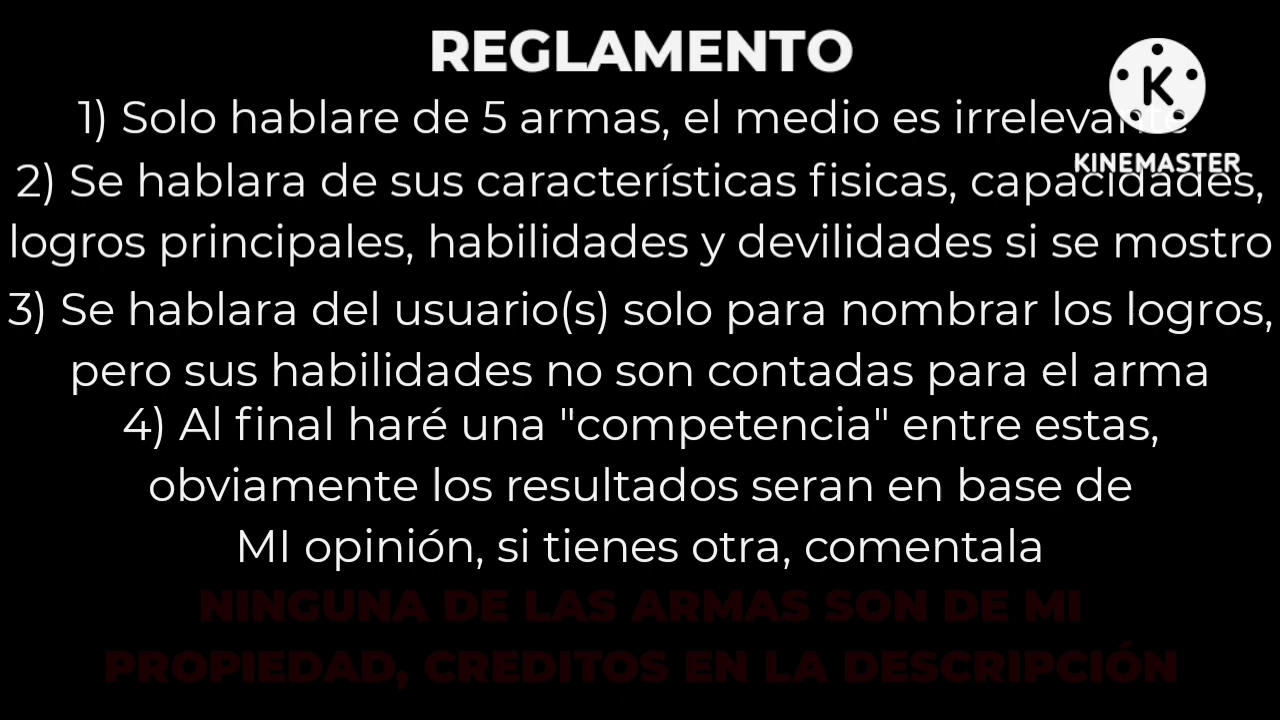 REGLAMENTO
1) Solo hablare de 5 armas, el medio es irrelevante
KINEMASTER
2) Se hablara de sus características fisicas, capacidades,
logros principales, habilidades y devilidades si se mostro
3) Se hablara del usuario(s) solo para nombrar los logros,
pero sus habilidades no son contadas para el arma
4) Al final haré una "competencia" entre estas,
obviamente los resultados seran en base de
MI opinión, si tienes otra, comentala
NINGUNA DE LAS ARMAS SON DE MI
PROPIEDAD, CREDITOS EN LA DESCRIPCIÓN